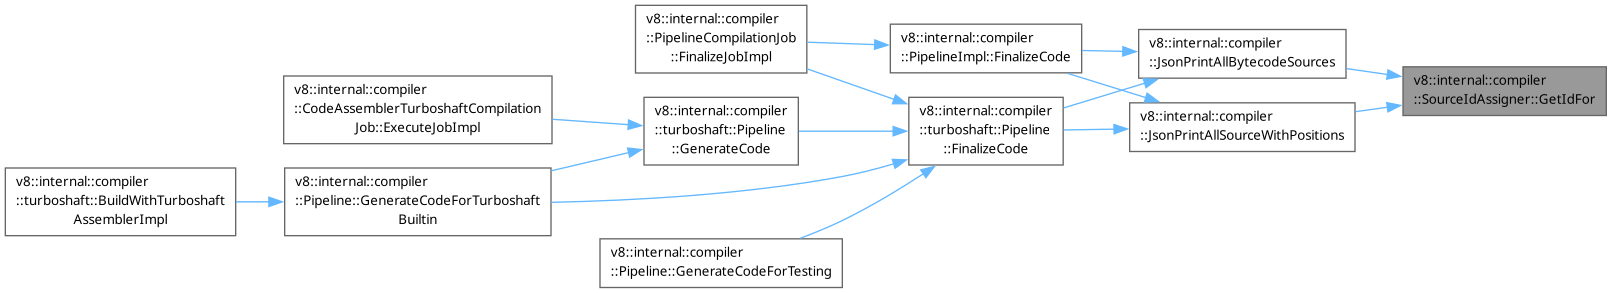 v8::internal::compiler
::PipelineCompilationJob
::FinalizeJobImpl
v8::internal::compiler
::PipelineImpl::FinalizeCode
v8::internal::compiler
::JsonPrintAllBytecodeSources
v8::internal::compiler
::SourceIdAssigner::GetIdFor
v8::internal::compiler
::CodeAssemblerTurboshaftCompilation
Job::ExecuteJobImpl
v8::internal::compiler
::turboshaft::Pipeline
::GenerateCode
v8::internal::compiler
::turboshaft::Pipeline
::FinalizeCode
v8::internal::compiler
::JsonPrintAllSourceWithPositions
v8::internal::compiler
::turboshaft::BuildWithTurboshaft
AssemblerImpl
v8::internal::compiler
::Pipeline::GenerateCodeForTurboshaft
Builtin
v8::internal::compiler
::Pipeline::GenerateCodeForTesting